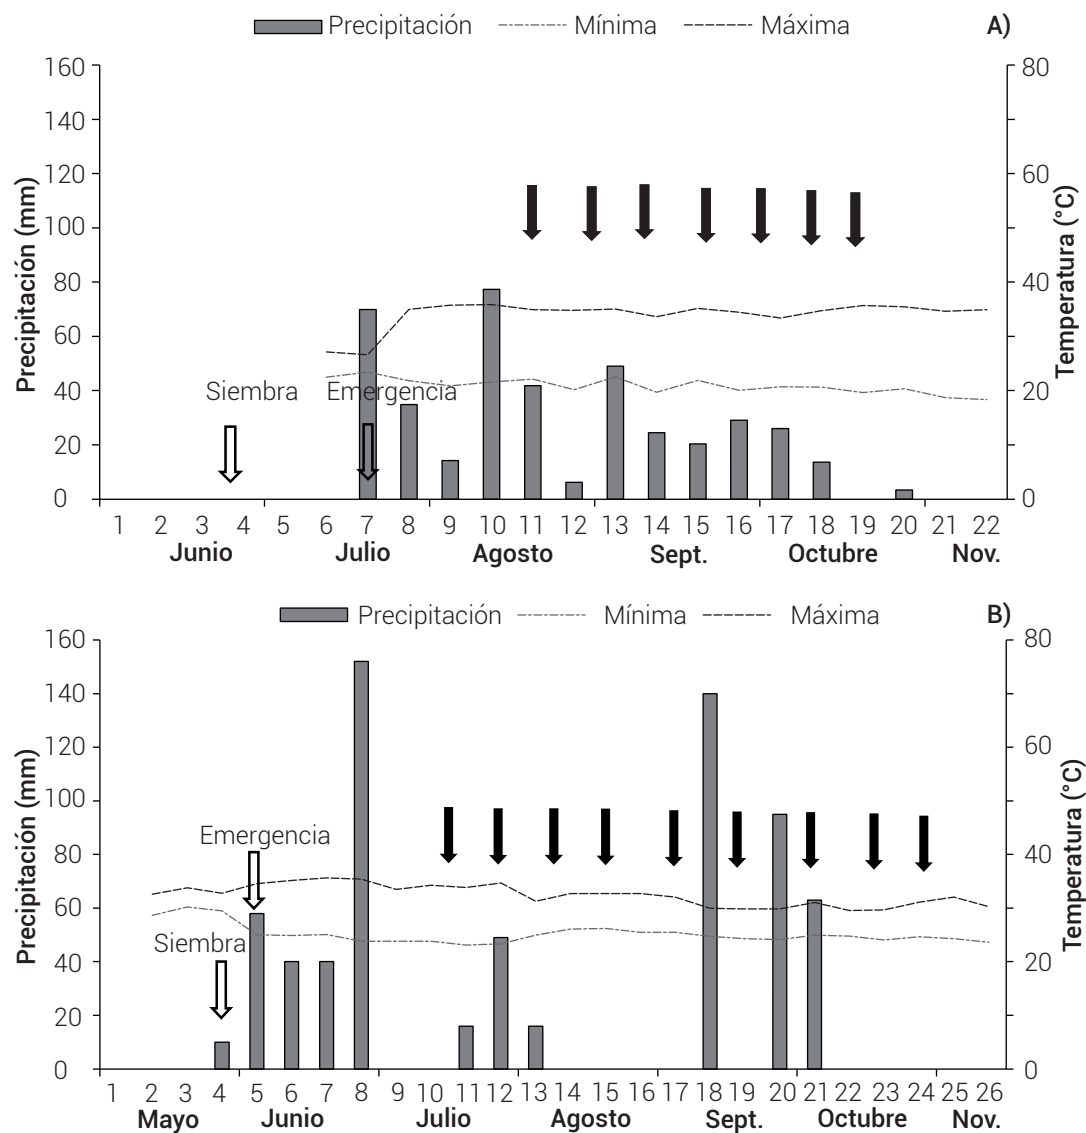 Precipitación Mínima Máxima A)
160 80
140
120 60
100
80 40
60
Siembra Emergencia
40 20
20
0 0
Precipitación (mm)
Temperatura (°C)
1 2 3 4 5 6 7 8 9 10 11 12 13 14 15 16 17 18 19 20 21 22
Junio Julio Agosto Sept. Octubre Nov.
Precipitación Mínima Máxima B)
160 80
140
120 60
100
Emergencia
80 40
60
Siembra
40 20
20
0 0
Precipitación (mm)
Temperatura (°C)
1 2 3 4 5 6 7 8 9 10 11 12 13 14 15 16 17 18 19 20 21 22 23 24 25 26
Mayo Junio Julio Agosto Sept. Octubre Nov.